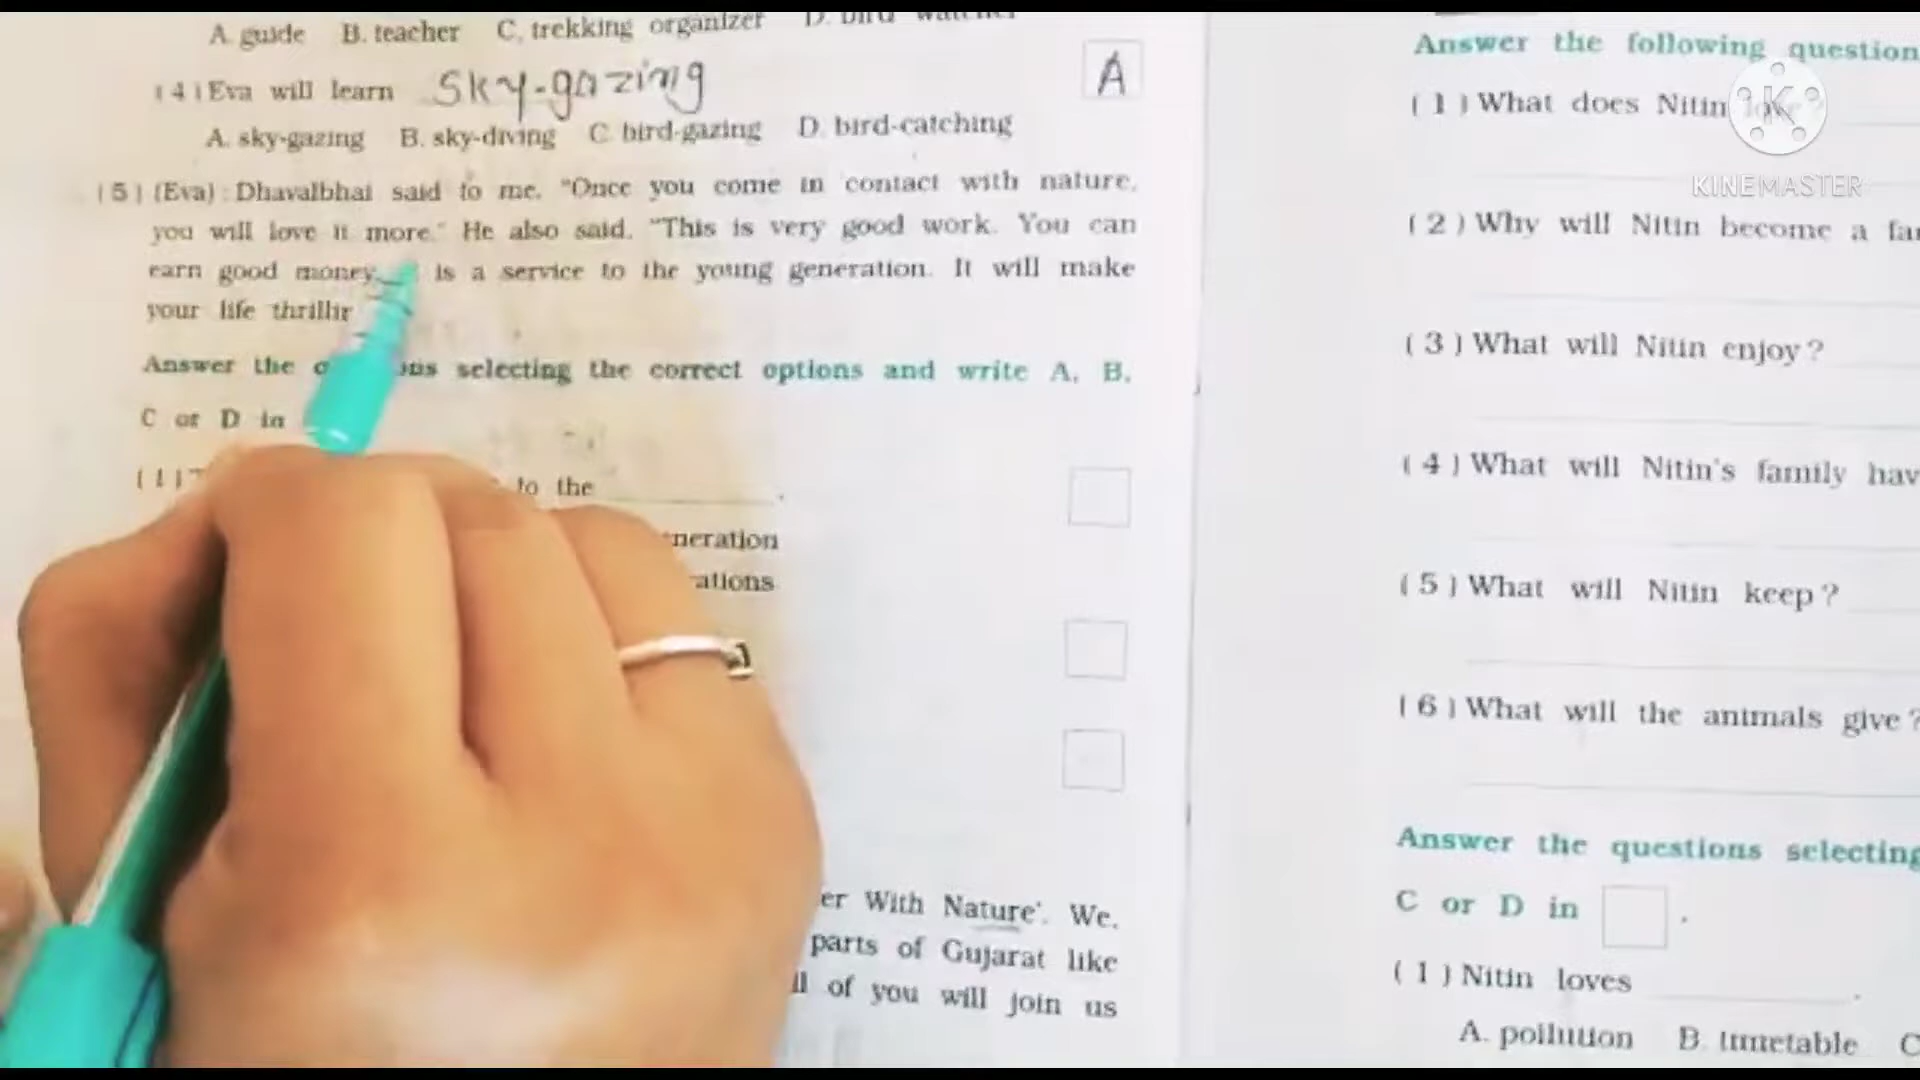 A. guide B. teacher C. trekking organizer
(4) Eva will learn sky-gazing A
A. sky-gazing B. sky-diving C. bird-gazing D. bird-catching
(5) (Eva) : Dhavalbhai said to me, "Once you come in contact with nature,
you will love it more." He also said, "This is very good work. You can
earn good money is a service to the young generation. It will make
your life
Answer the selecting the correct options and write A, B,
C or D in
(1) to the .
er With Nature'. We,
parts of Gujarat like
of you will join us
Answer the following question
(1) What does Nitin love ?
(2) Why will Nitin become a
(3) What will Nitin enjoy ?
(4) What will Nitin's family
(5) What will Nitin keep ?
(6) What will the animals give ?
Answer the questions selecting
C or D in .
(1) Nitin loves .
A. pollution B. timetable C
K
KINEMASTER